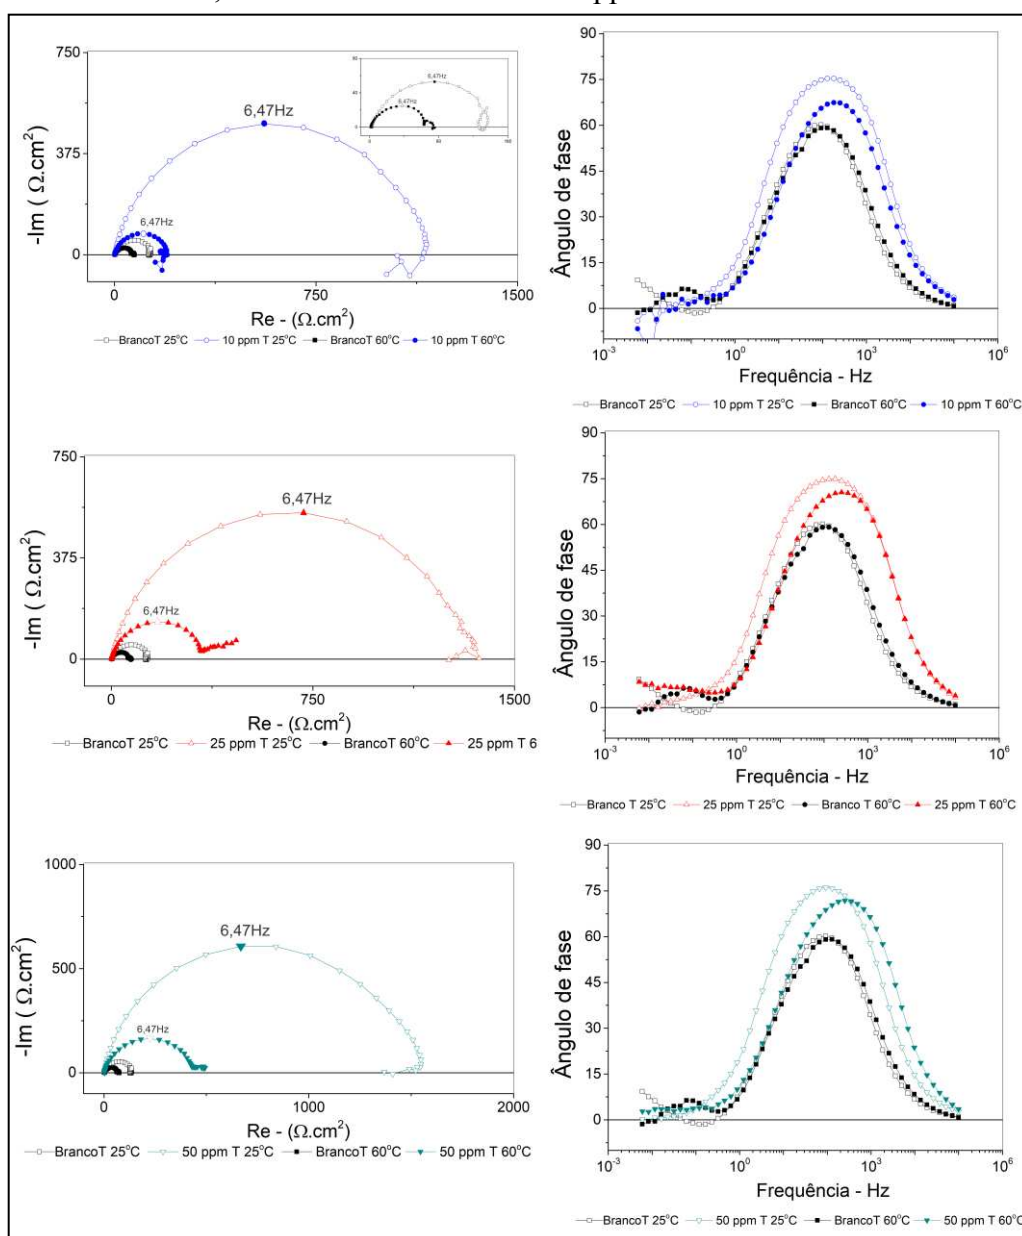 750
375
0
-Im ( Ω.cm²)
6,47Hz
6,47Hz
6,47Hz
6,47Hz
0
750
1500
Re - (Ω.cm²)
BrancoT 25°C
10 ppm T 25°C
BrancoT 60°C
10 ppm T 60°C
90
75
60
45
30
15
0
Ângulo de fase
10⁻³
10⁰
10³
10⁶
Frequência - Hz
BrancoT 25°C
10 ppm T 25°C
BrancoT 60°C
10 ppm T 60°C
750
375
0
-Im ( Ω.cm²)
6,47Hz
6,47Hz
0
750
1500
Re - (Ω.cm²)
BrancoT 25°C
25 ppm T 25°C
BrancoT 60°C
25 ppm T 6
90
75
60
45
30
15
0
Ângulo de fase
10⁻³
10⁰
10³
10⁶
Frequência - Hz
Branco T 25°C
25 ppm T 25°C
Branco T 60°C
25 ppm T 60°C
1000
500
0
-Im ( Ω.cm²)
6,47Hz
6,47Hz
0
1000
2000
Re - (Ω.cm²)
BrancoT 25°C
50 ppm T 25°C
BrancoT 60°C
50 ppm T 60°C
90
75
60
45
30
15
0
Ângulo de fase
10⁻³
10⁰
10³
10⁶
Frequência - Hz
BrancoT 25°C
50 ppm T 25°C
BrancoT 60°C
50 ppm T 60°C